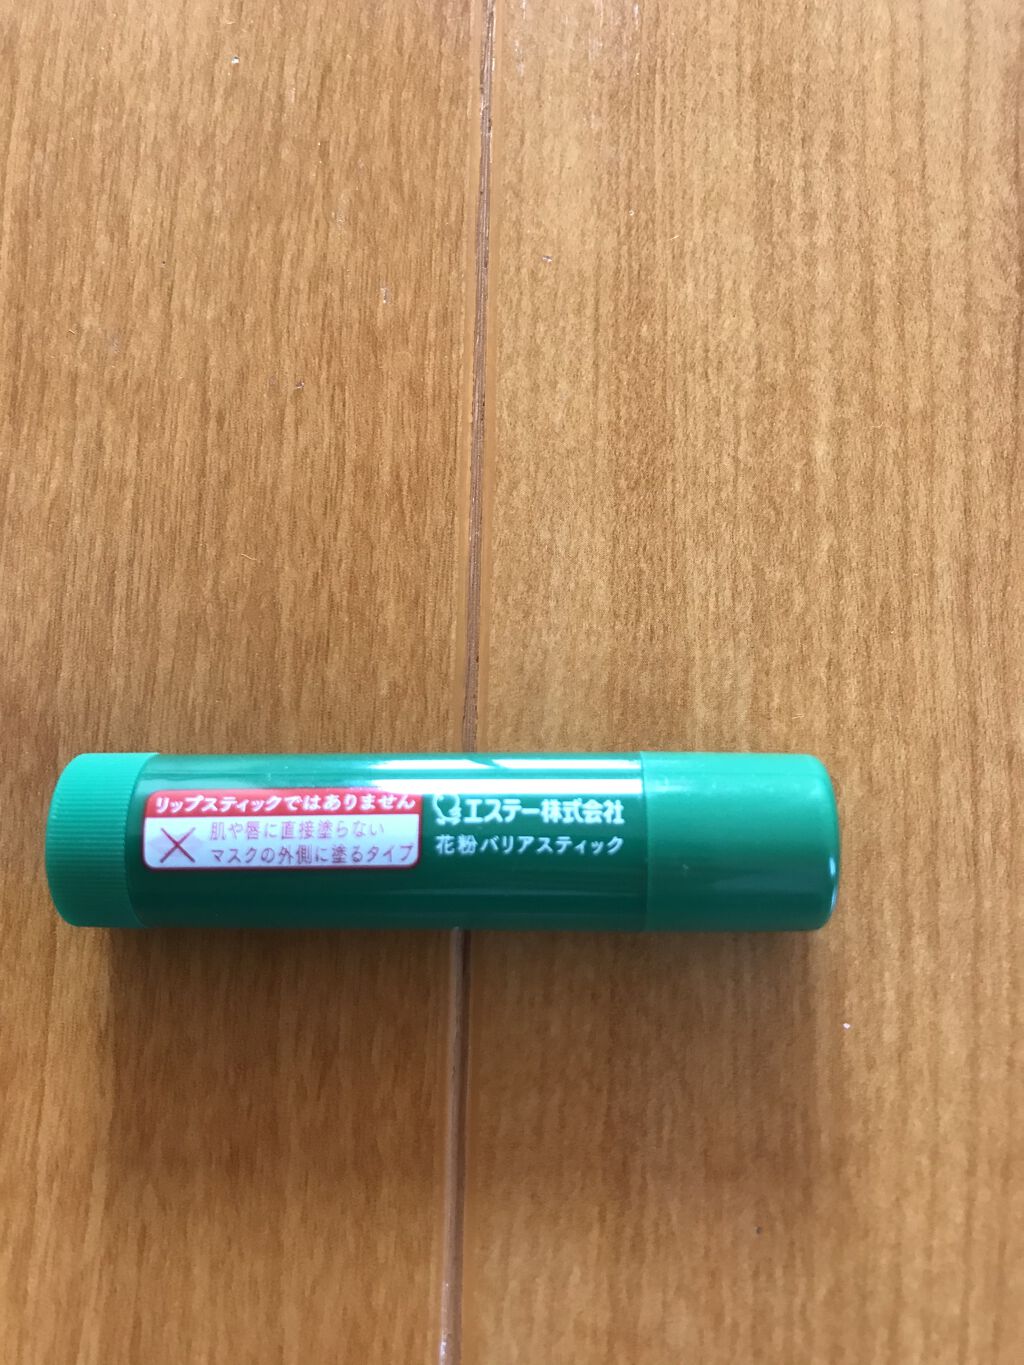 リップスティックではありません
肌や唇に直接塗らない
マスクの外側に塗るタイプ
エステー株式会社
花粉バリアスティック